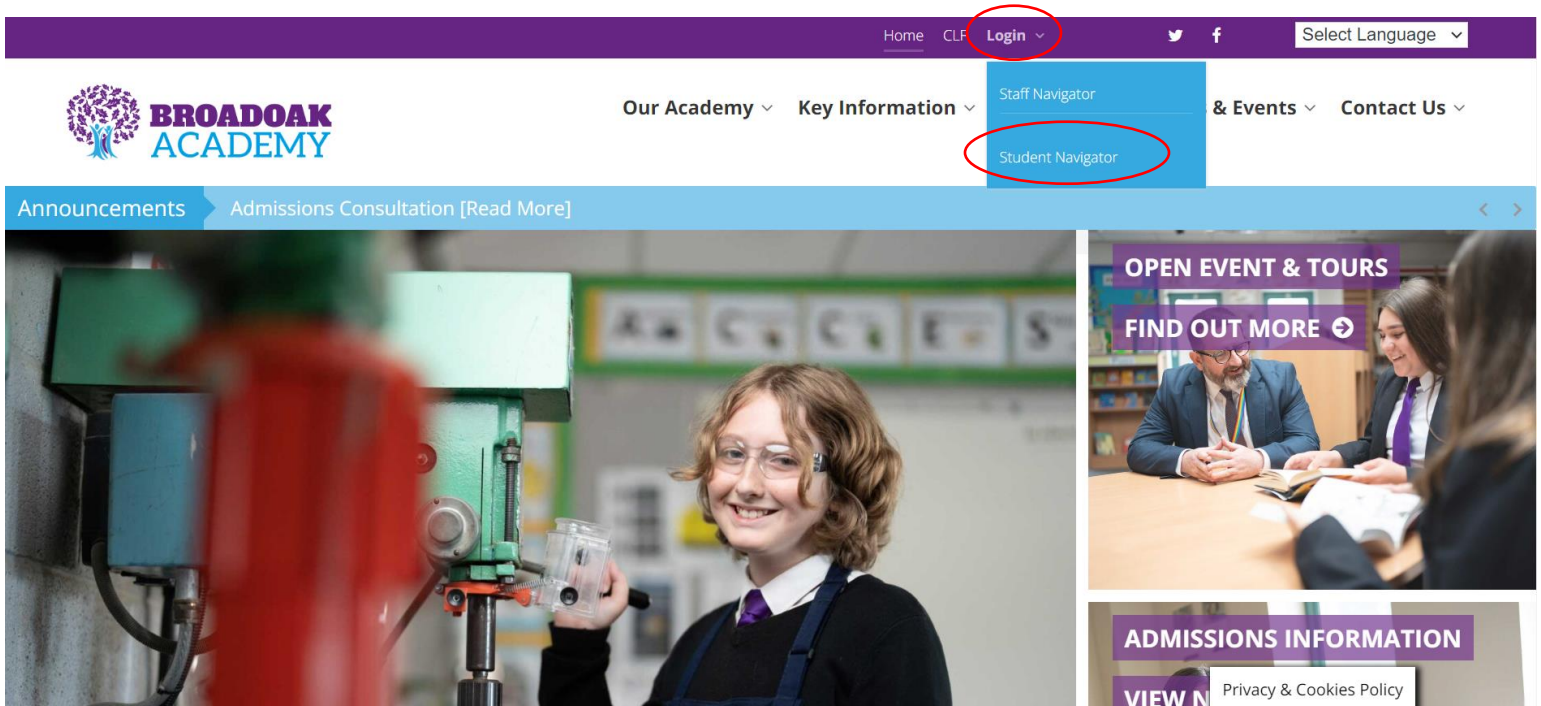 Home CLF Login Select Language
BROADOAK
ACADEMY
Our Academy Key Information & Events Contact Us
Staff Navigator
Student Navigator
Announcements Admissions Consultation [Read More]
A C C E S
OPEN EVENT & TOURS
FIND OUT MORE
ADMISSIONS INFORMATION
VIEW
Privacy & Cookies Policy